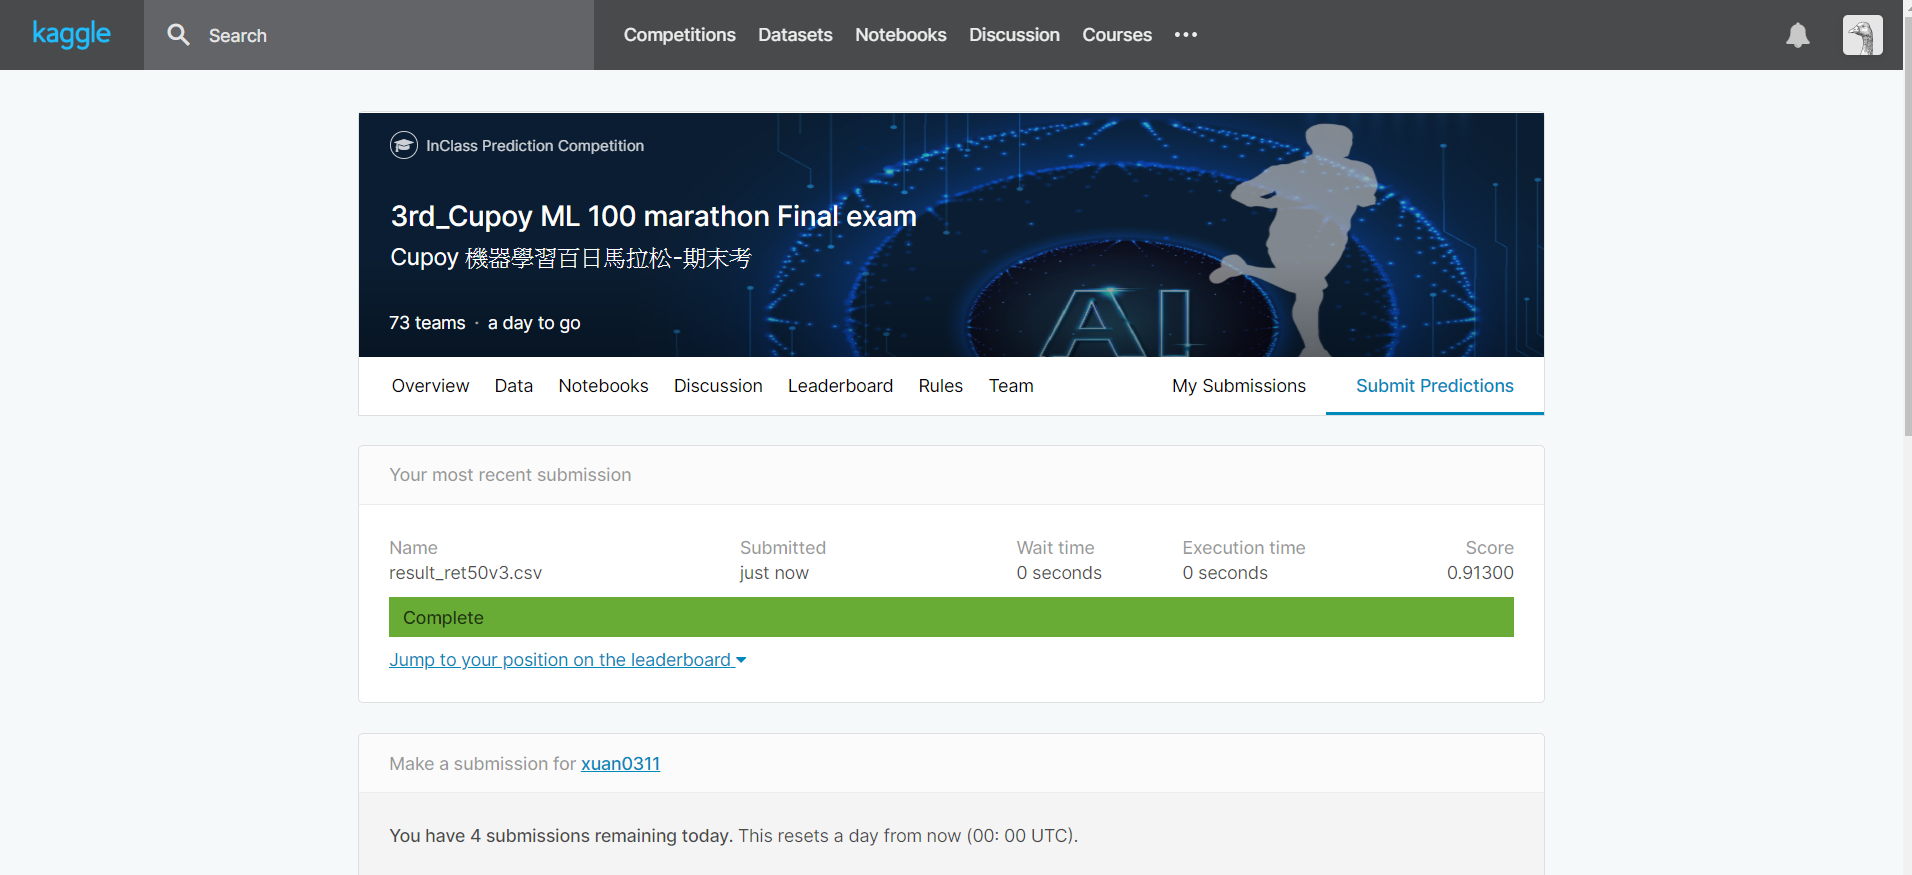 kaggle
Search
Competitions Datasets Notebooks Discussion Courses •••
InClass Prediction Competition
3rd_Cupoy ML 100 marathon Final exam
Cupoy 機器學習百日馬拉松-期末考
AI
73 teams · a day to go
Overview Data Notebooks Discussion Leaderboard Rules Team My Submissions Submit Predictions
Your most recent submission
Name Submitted Wait time Execution time Score
result_ret50v3.csv just now 0 seconds 0 seconds 0.91300
Complete
Jump to your position on the leaderboard
Make a submission for xuan0311
You have 4 submissions remaining today. This resets a day from now (00: 00 UTC).